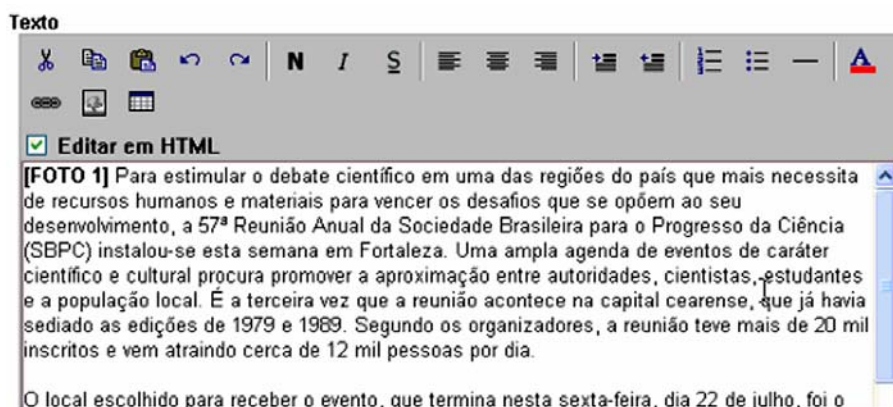 Texto
N I S A
Editar em HTML
[FOTO 1] Para estimular o debate científico em uma das regiões do país que mais necessita
de recursos humanos e materiais para vencer os desafios que se opõem ao seu
desenvolvimento, a 57ª Reunião Anual da Sociedade Brasileira para o Progresso da Ciência
(SBPC) instalou-se esta semana em Fortaleza. Uma ampla agenda de eventos de caráter
científico e cultural procura promover a aproximação entre autoridades, cientistas, estudantes
e a população local. É a terceira vez que a reunião acontece na capital cearense, que já havia
sediado as edições de 1979 e 1989. Segundo os organizadores, a reunião teve mais de 20 mil
inscritos e vem atraindo cerca de 12 mil pessoas por dia.
O local escolhido para receber o evento, que termina nesta sexta-feira, dia 22 de julho, foi o